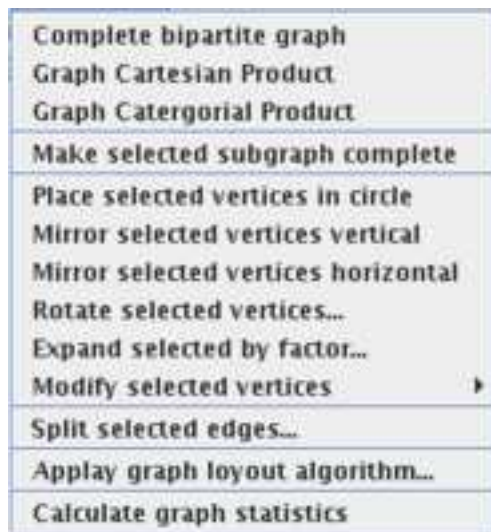 Complete bipartite graph
Graph Cartesian Product
Graph Catergorial Product
Make selected subgraph complete
Place selected vertices in circle
Mirror selected vertices vertical
Mirror selected vertices horizontal
Rotate selected vertices...
Expand selected by factor...
Modify selected vertices
Split selected edges...
Applay graph loyout algorithm...
Calculate graph statistics